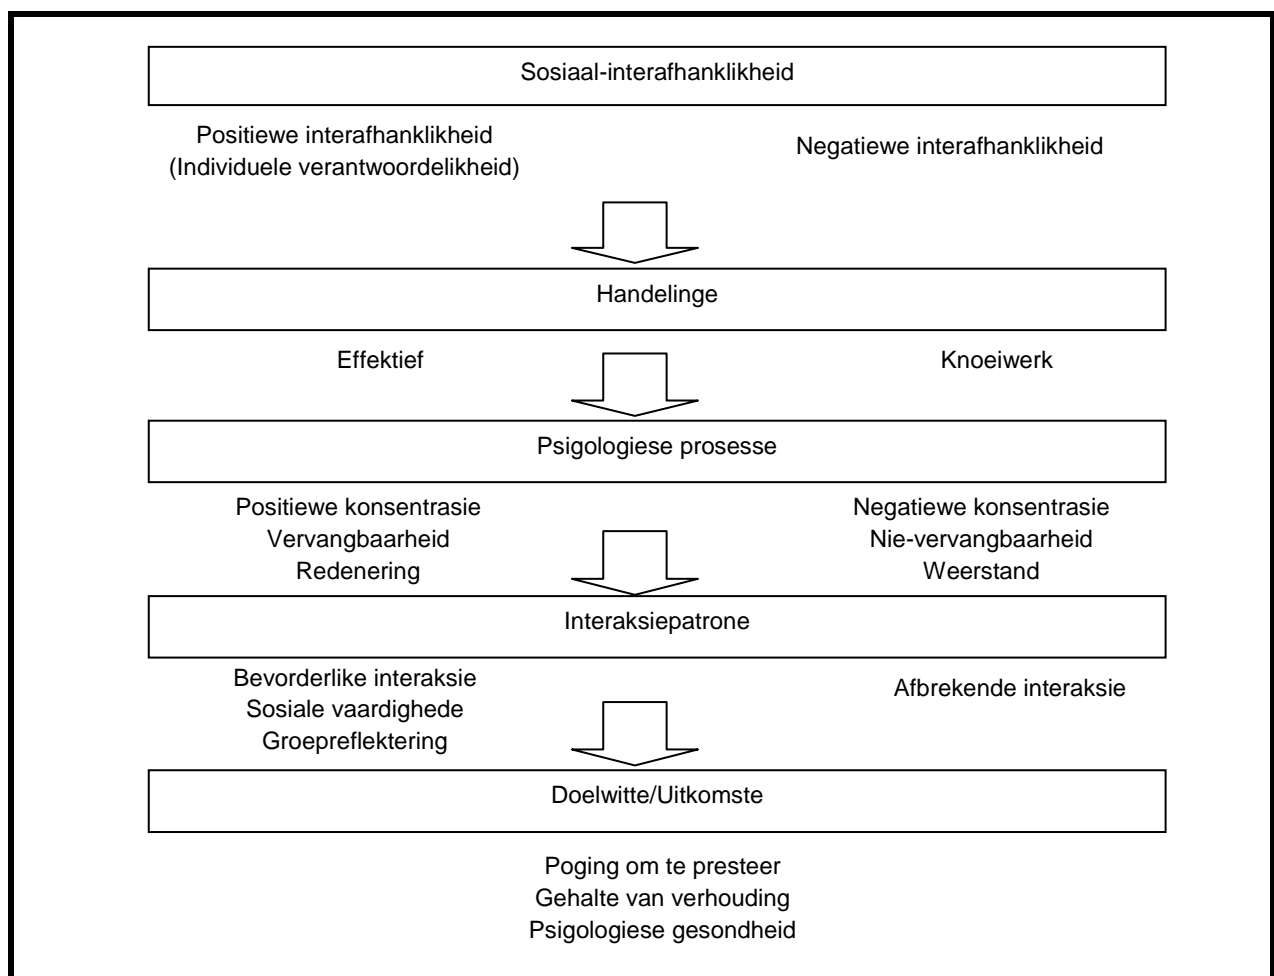 Sosiaal-interafhanklikheid
Positiewe interafhanklikheid
(Individuele verantwoordelikheid)
Negatiewe interafhanklikheid
Handelinge
Effektief
Knoeiwerk
Psigologiese prosesse
Positiewe konsentrasie
Vervangbaarheid
Redenering
Negatiewe konsentrasie
Nie-vervangbaarheid
Weerstand
Interaksiepatrone
Bevorderlike interaksie
Sosiale vaardighede
Groepreflektering
Afbrekende interaksie
Doelwitte/Uitkomste
Poging om te presteer
Gehalte van verhouding
Psigologiese gesondheid